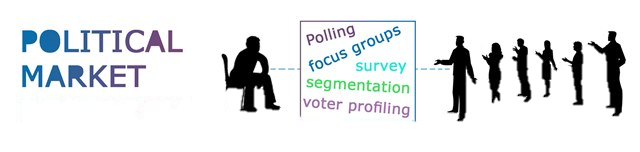 POLITICAL
MARKET
Polling
focus groups
survey
segmentation
voter profiling